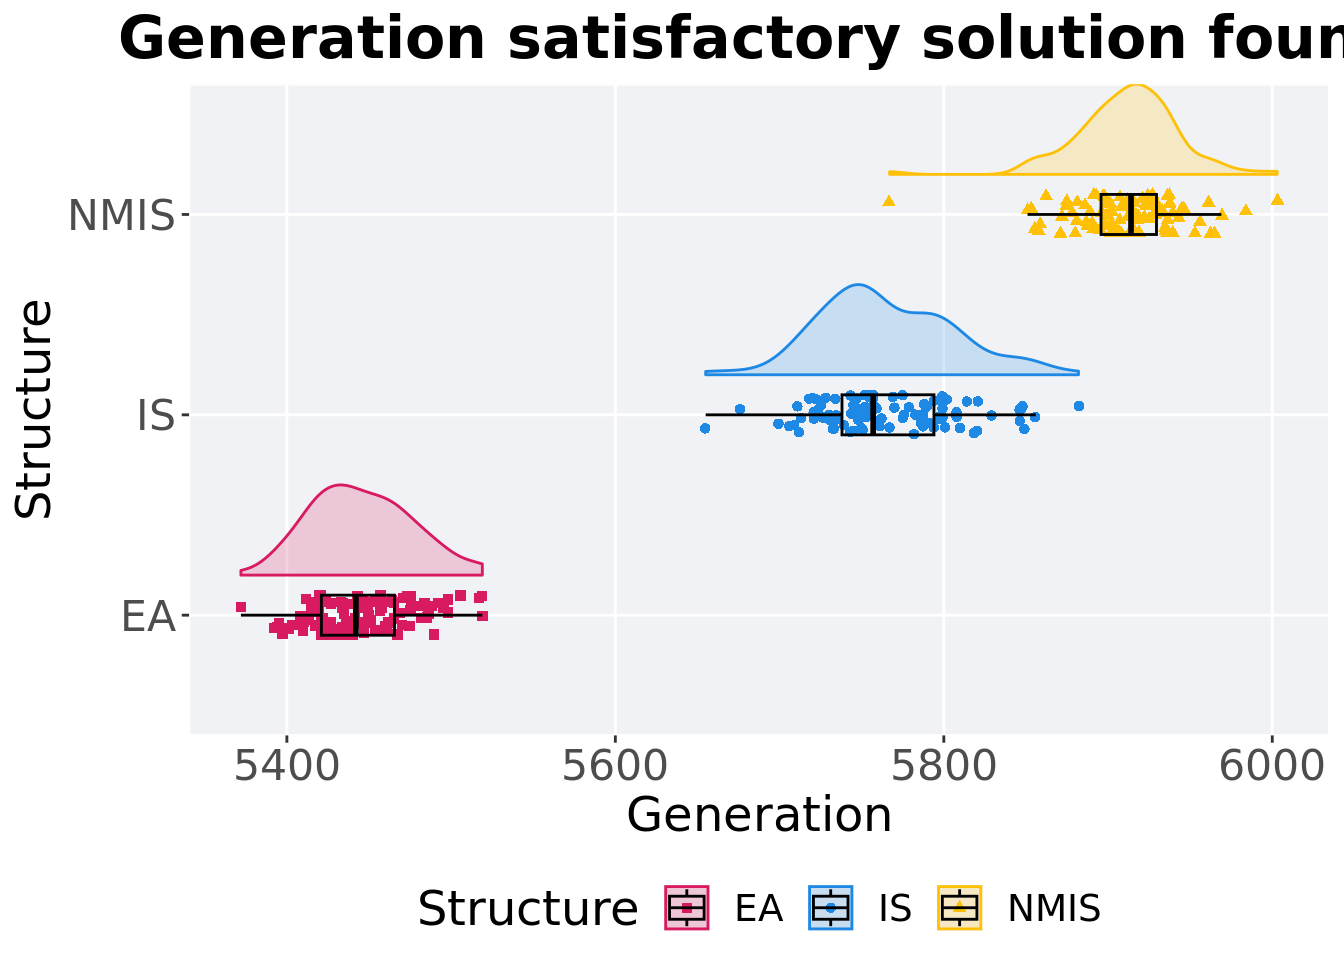 Generation satisfactory solution foun
NMIS
IS
EA
Structure
5400 5600 5800 6000
Generation
Structure EA IS NMIS